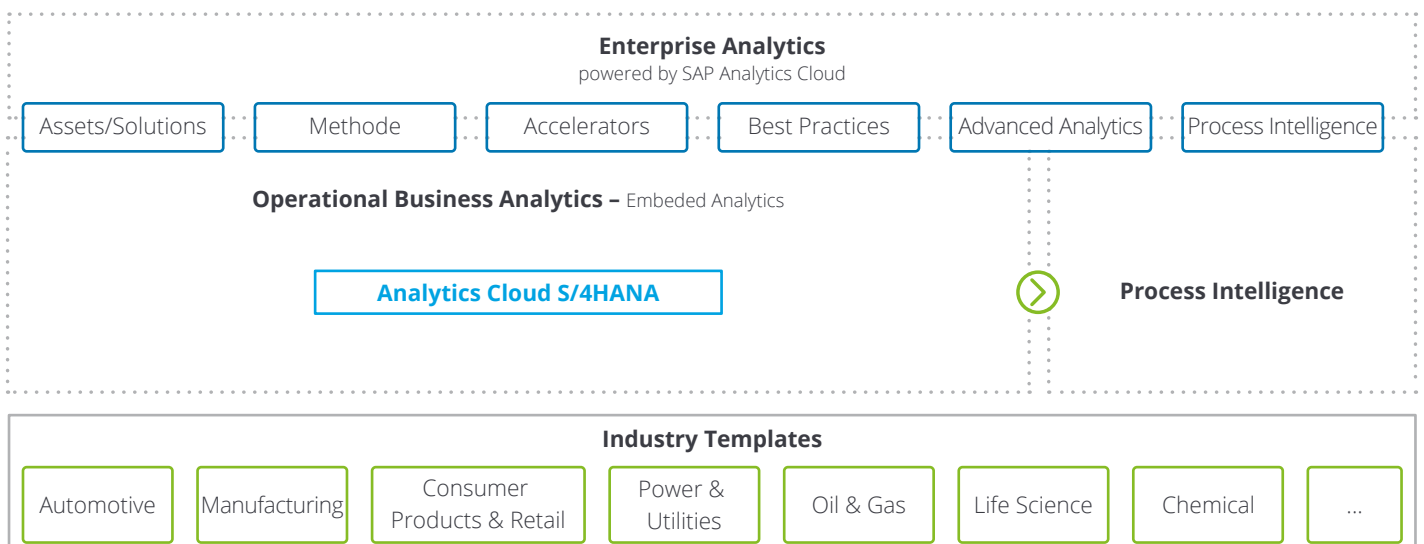 Enterprise Analytics
powered by SAP Analytics Cloud
Assets/Solutions
Methode
Accelerators
Best Practices
Advanced Analytics
Process Intelligence
Operational Business Analytics – Embeded Analytics
Analytics Cloud S/4HANA
Process Intelligence
Industry Templates
Automotive
Manufacturing
Consumer
Products & Retail
Power &
Utilities
Oil & Gas
Life Science
Chemical
...